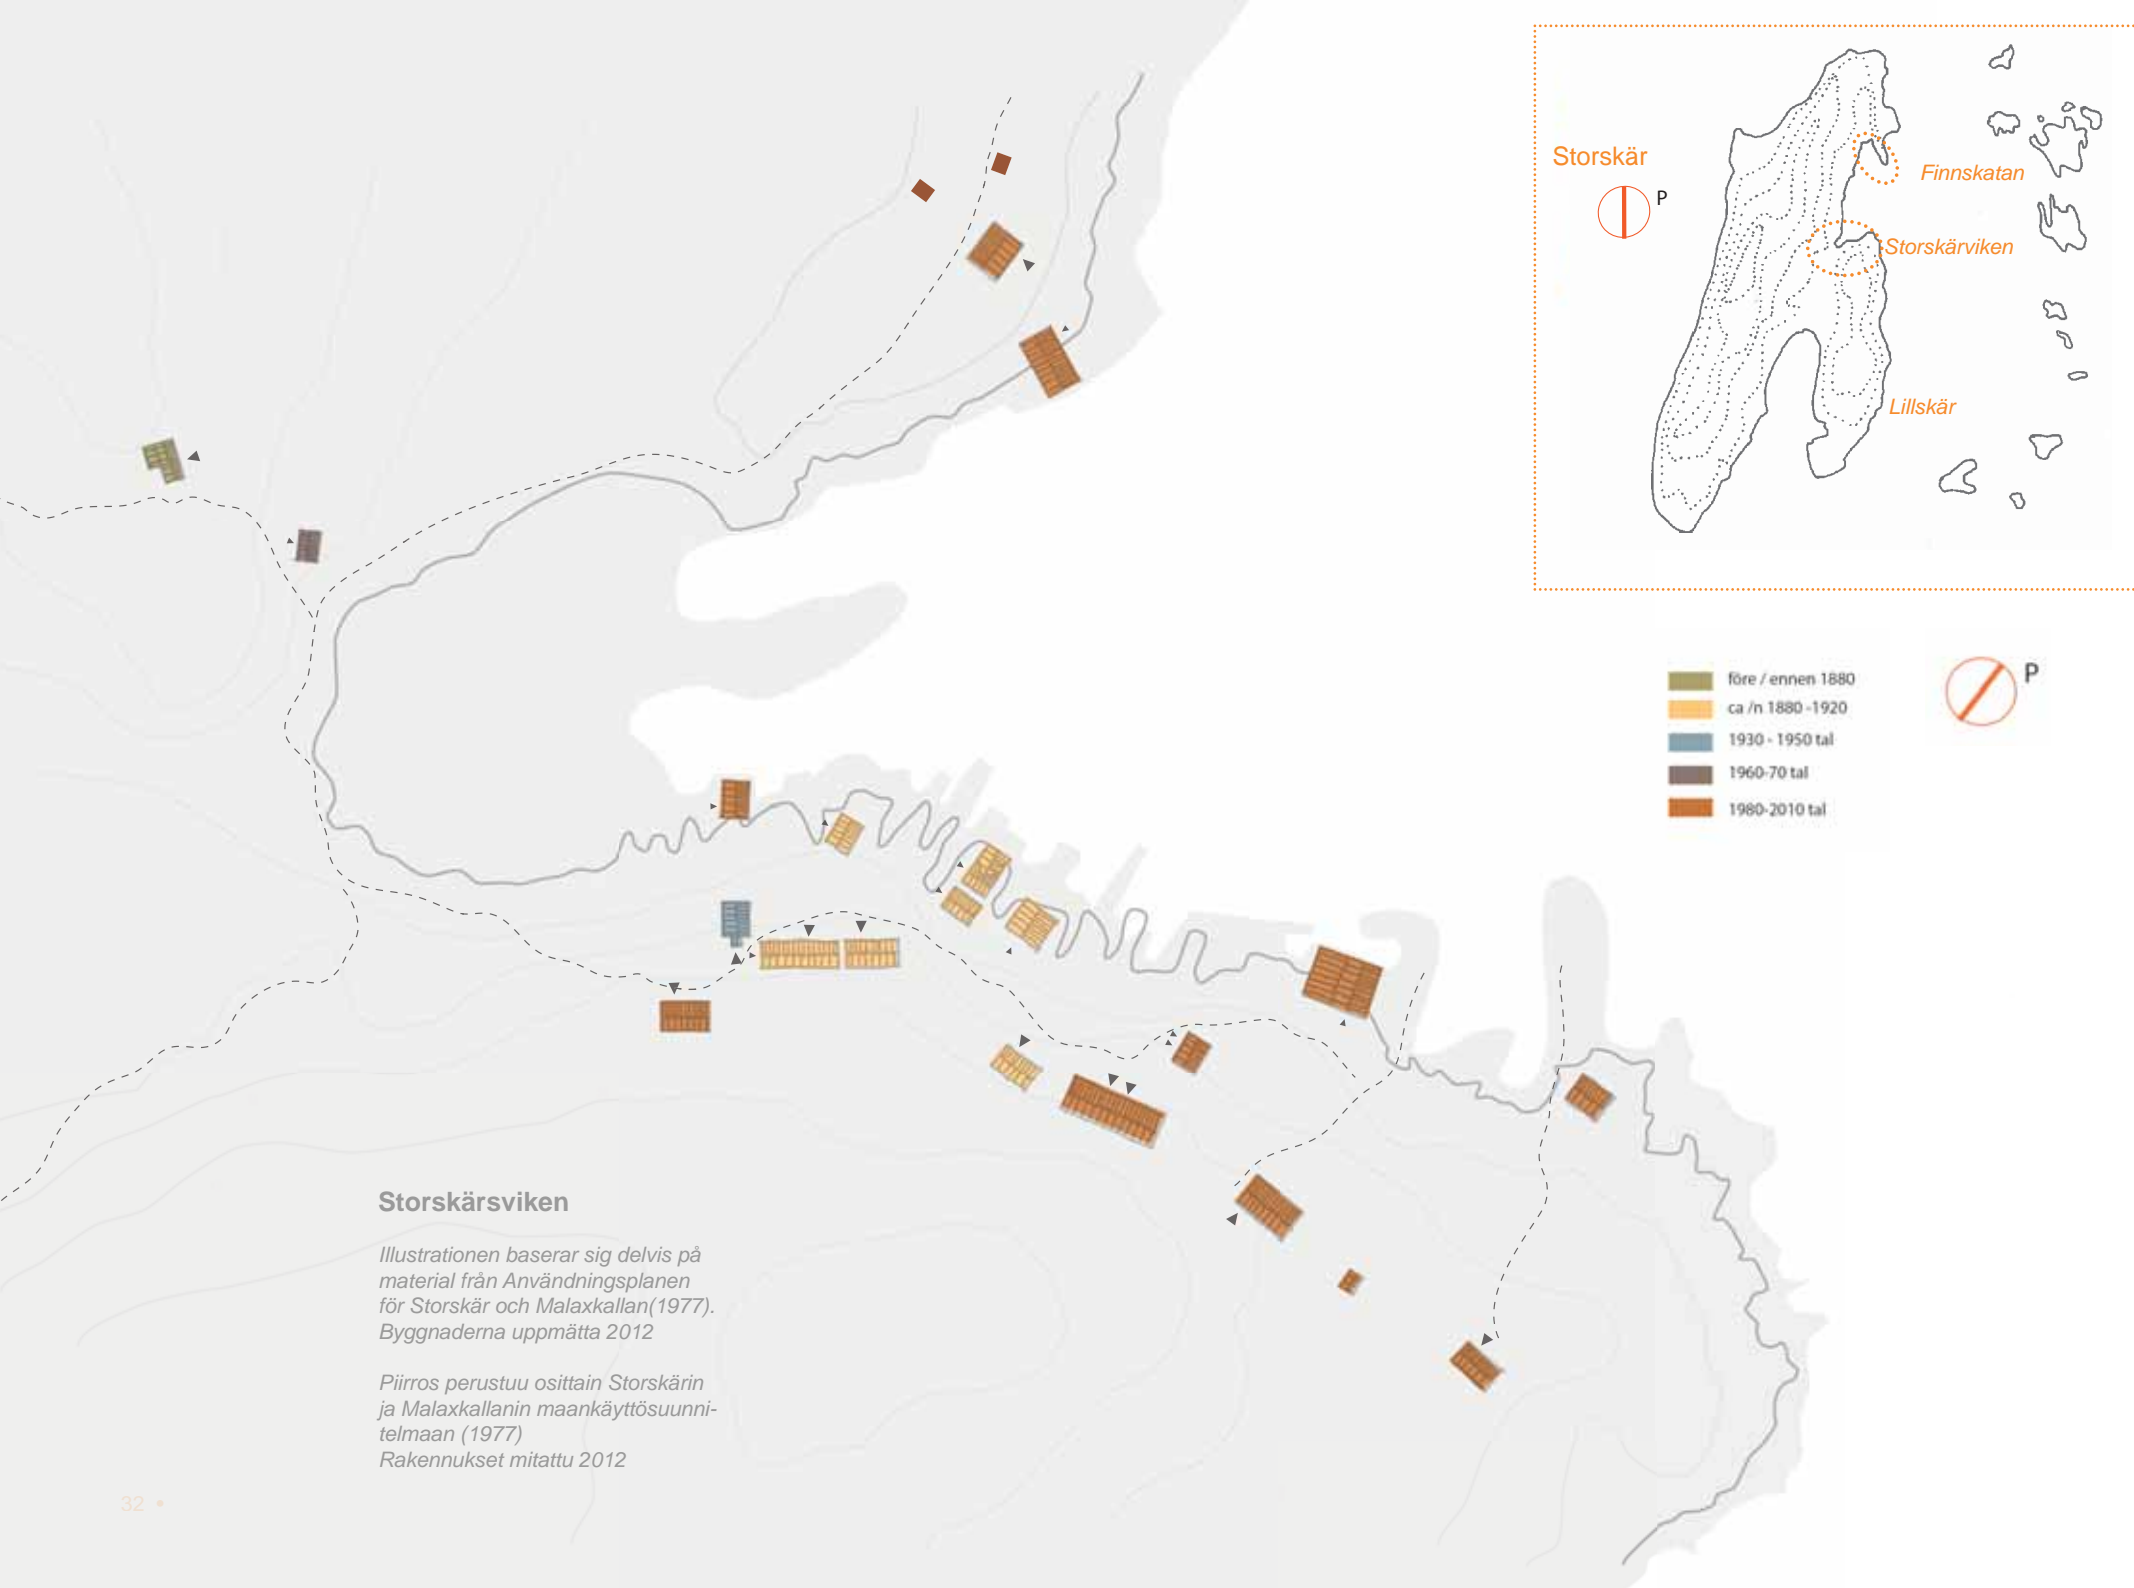 Storskär
P
Finnskatan
Storskärviken
Lillskär
före / ennen 1880
ca /n 1880 -1920
1930 - 1950 tal
1960-70 tal
1980-2010 tal
P
Storskärsviken
Illustrationen baserar sig delvis på
material från Användningsplanen
för Storskär och Malaxkallan(1977).
Byggnaderna uppmätta 2012
Piirros perustuu osittain Storskärin
ja Malaxkallanin maankäyttösuunni-
telmaan (1977)
Rakennukset mitattu 2012
32 •